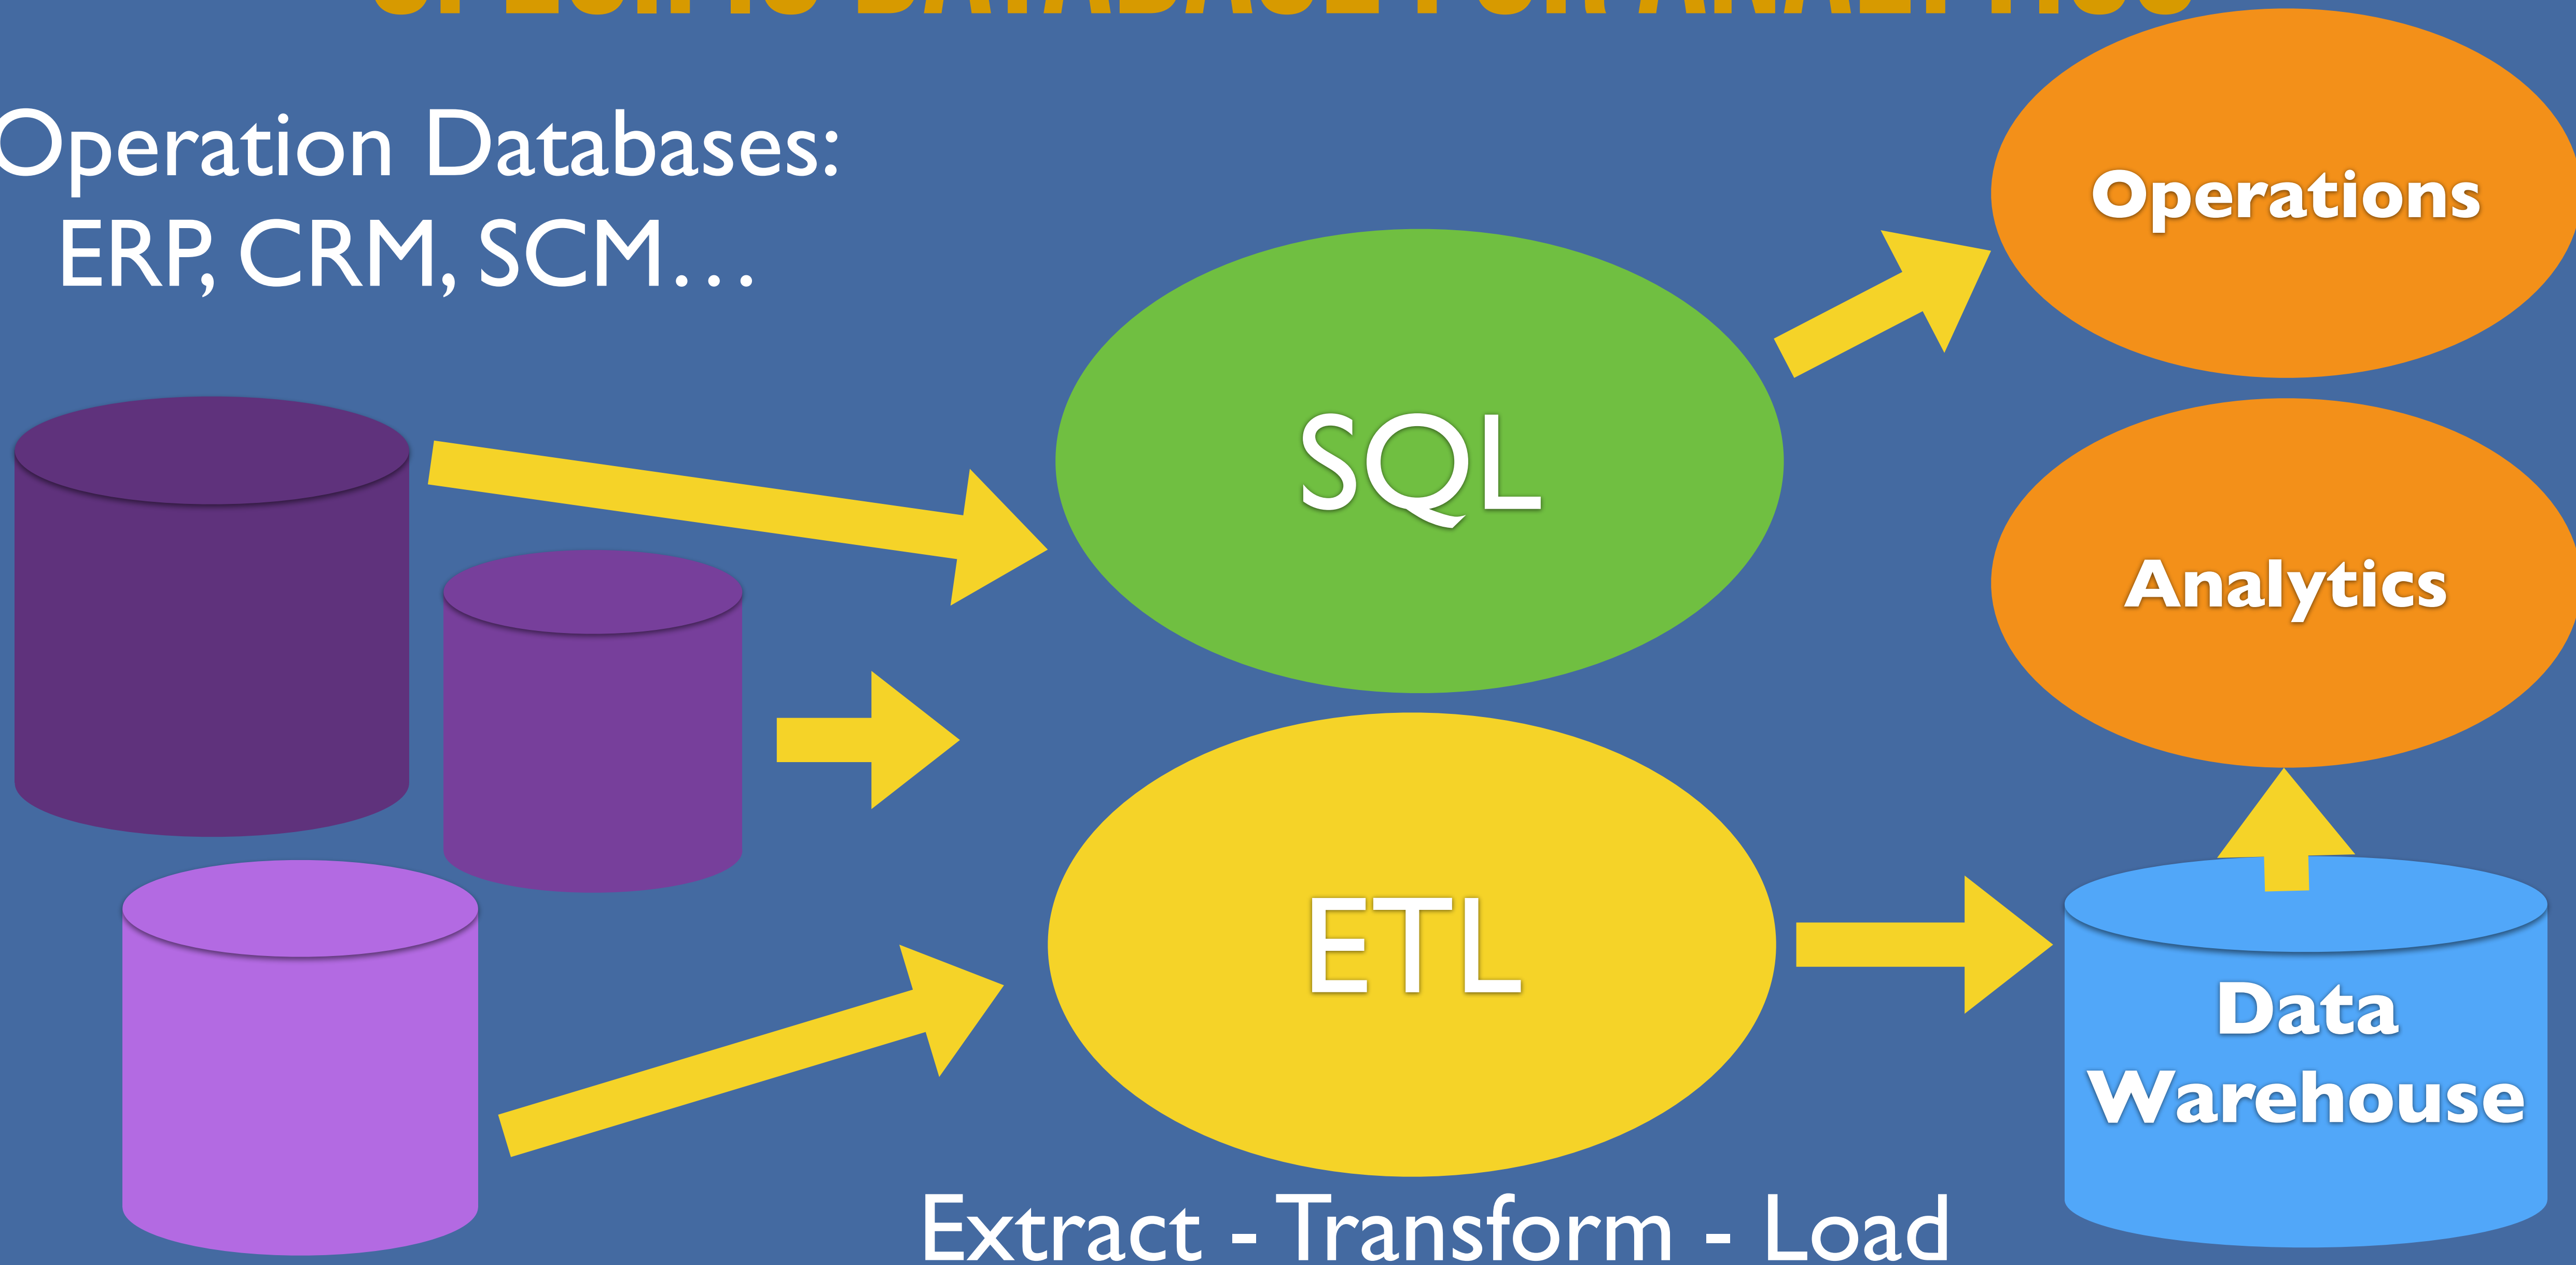 Operation Databases:
ERP, CRM, SCM...
Operations
SQL
Analytics
ETL
Data
Warehouse
Extract - Transform - Load